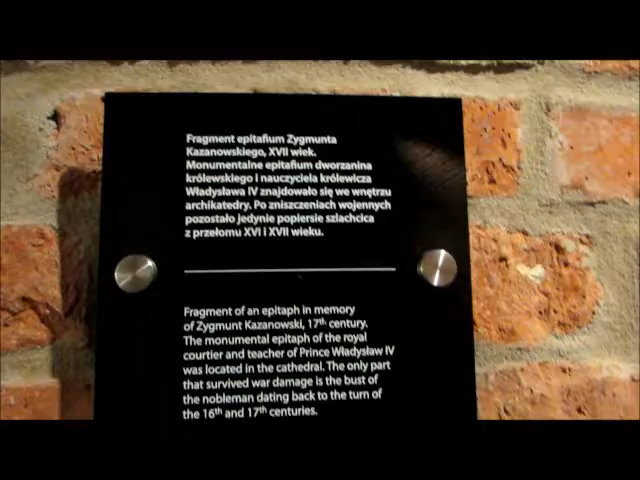 Fragment epitafium Zygmunta
Kazanowskiego, XVII wiek.
Monumentalne epitafium dworzanina
królewskiego i nauczyciela królewicza
Władysława IV znajdowało się we wnętrzu
archikatedry. Po zniszczeniach wojennych
pozostało jedynie popiersie szlachcica
z przełomu XVI i XVII wieku.
Fragment of an epitaph in memory
of Zygmunt Kazanowski, 17th century.
The monumental epitaph of the royal
courtier and teacher of Prince Władysław IV
was located in the cathedral. The only part
that survived war damage is the bust of
the nobleman dating back to the turn of
the 16th and 17th centuries.